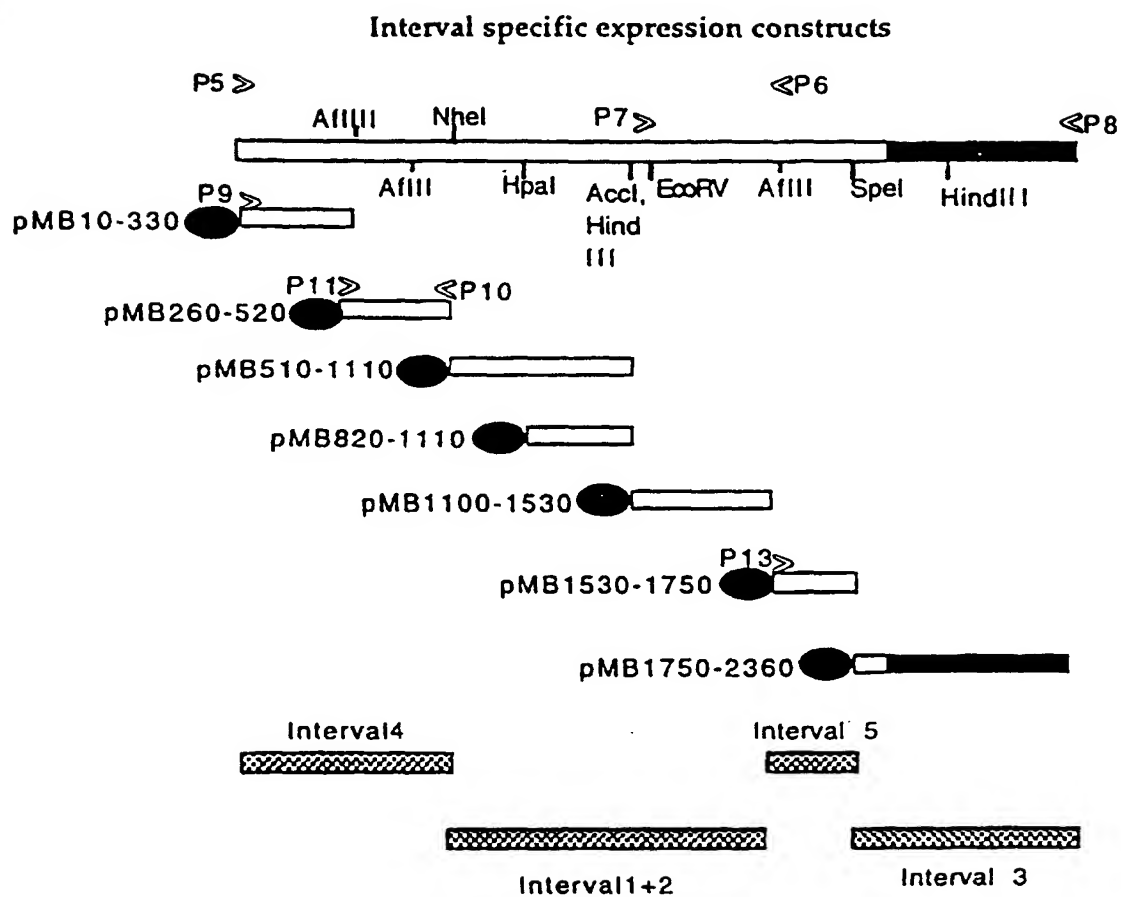 Interval specific expression constructs
P5
P6
AflIII
NheI
P7
P8
AflII
HpaI
AccI,
Hind
III
EcoRV
AflII
SpeI
HindIII
P9
pMB10-330
P11
P10
pMB260-520
pMB510-1110
pMB820-1110
pMB1100-1530
P13
pMB1530-1750
pMB1750-2360
Interval4
Interval 5
Interval1+2
Interval 3